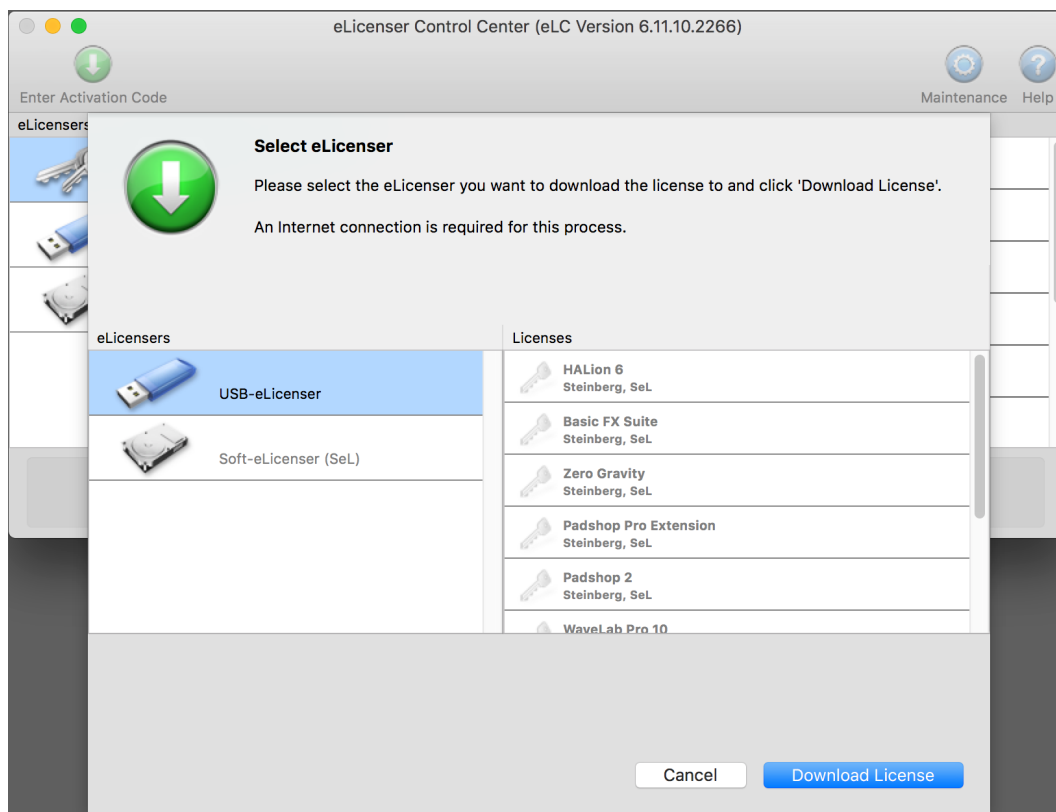 eLicenser Control Center (eLC Version 6.11.10.2266)
Enter Activation Code
Maintenance
Help
eLicensers
Select eLicenser
Please select the eLicenser you want to download the license to and click 'Download License'.
An Internet connection is required for this process.
eLicensers
Licenses
USB-eLicenser
Soft-eLicenser (SeL)
HALion 6
Steinberg, SeL
Basic FX Suite
Steinberg, SeL
Zero Gravity
Steinberg, SeL
Padshop Pro Extension
Steinberg, SeL
Padshop 2
Steinberg, SeL
WaveLab Pro 10
Cancel
Download License